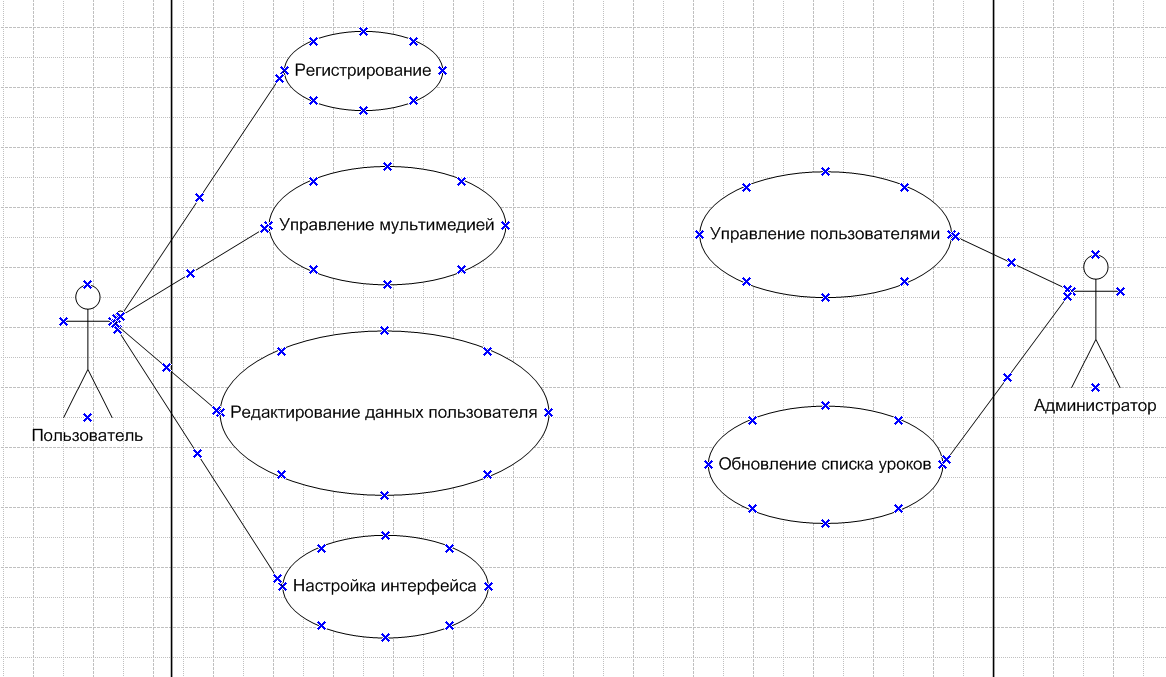 Регистрирование
Управление мультимедией
Управление пользователями
Редактирование данных пользователя
Администратор
Пользователь
Обновление списка уроков
Настройка интерфейса